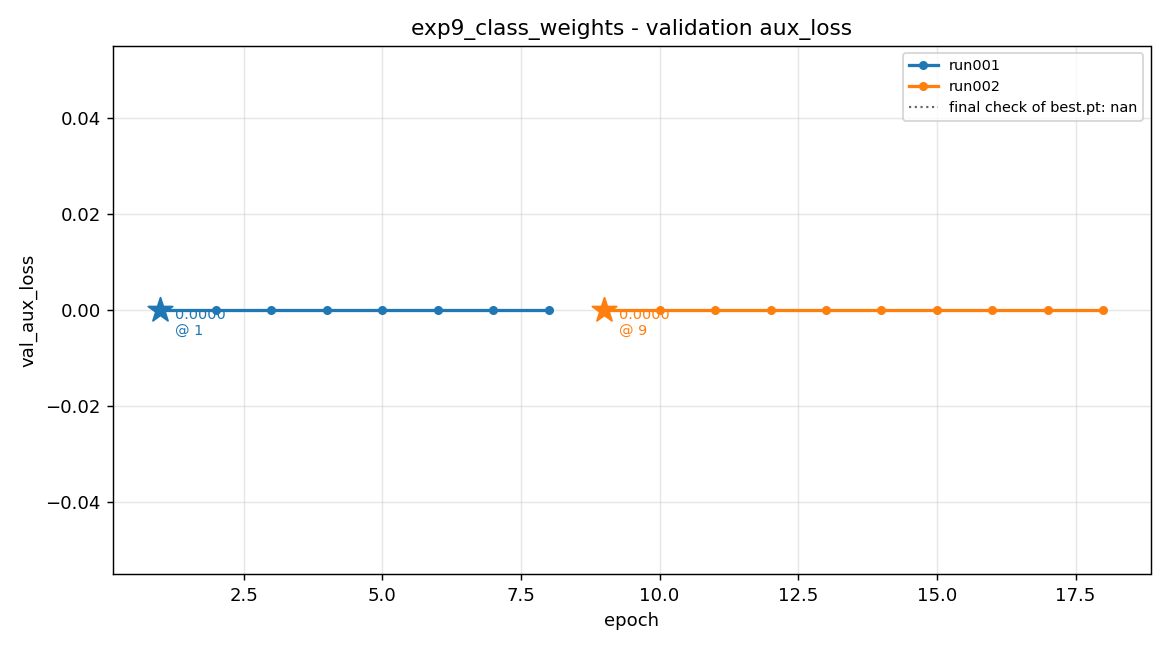 exp9_class_weights - validation aux_loss
run001
run002
final check of best.pt: nan
val_aux_loss
0.04
0.02
0.00
−0.02
−0.04
0.0000
@ 1
0.0000
@ 9
2.5
5.0
7.5
10.0
12.5
15.0
17.5
epoch